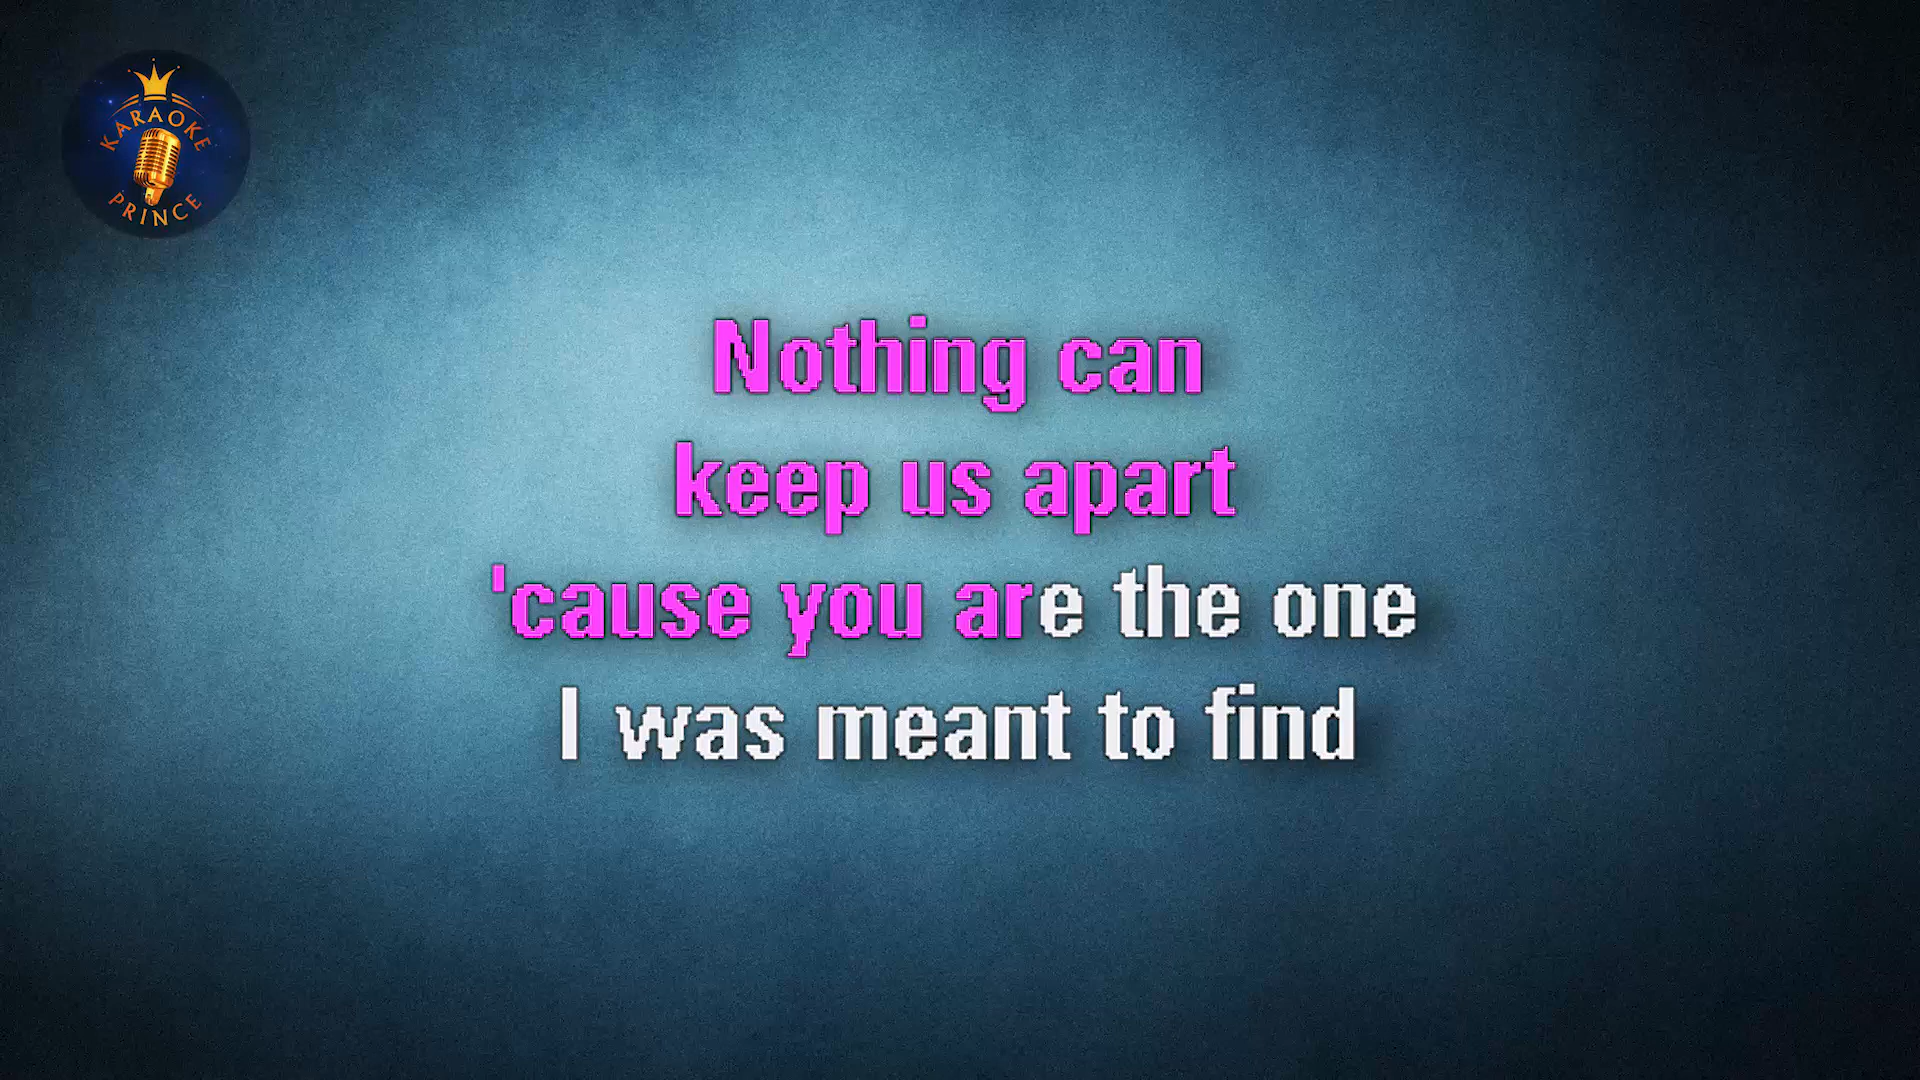 KARAOKE
PRINCE
Nothing can
keep us apart
'cause you are the one
I was meant to find